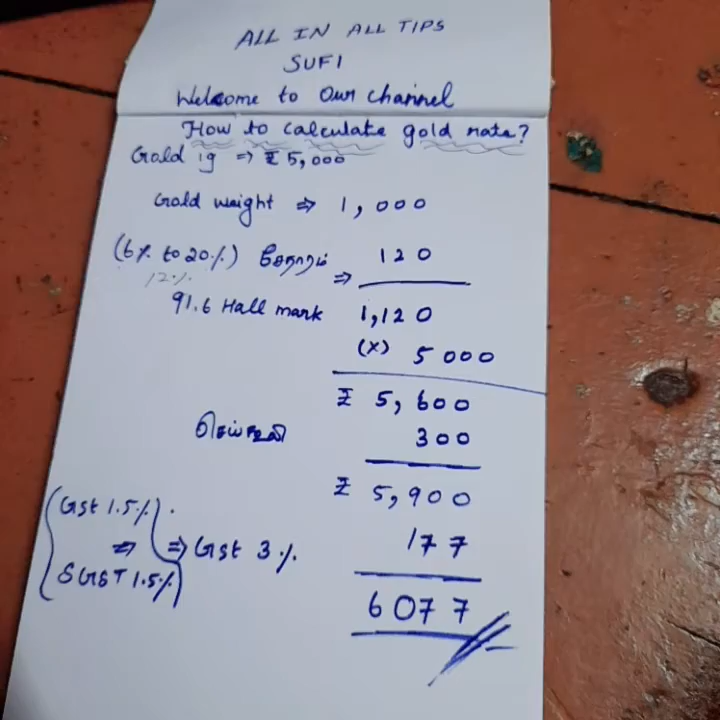 ALL IN ALL TIPS
SUFI
Welcome to Our channel
How to calculate gold rate?
Gold 1g => ₹ 5,000
Gold weight => 1,000
(6% to 20%) சேதாரம் => 120
12%
91.6 Hall mark 1,120
(x) 5000
₹ 5,600
செய்கூலி 300
₹ 5,900
(Gst 1.5%) => Gst 3% 177
SGST 1.5%
6077